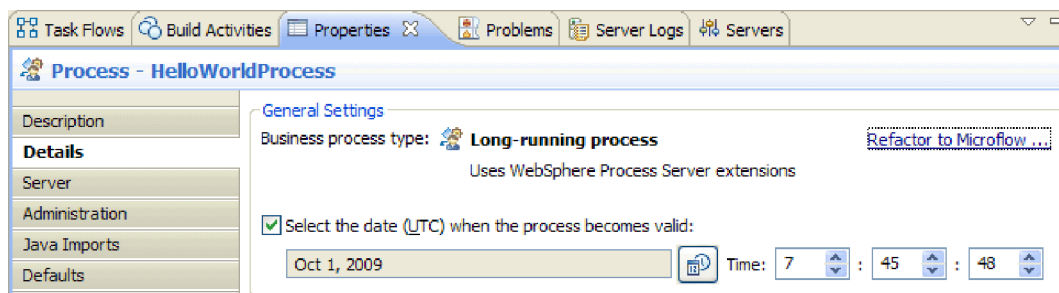 Task Flows Build Activities Properties Problems Server Logs Servers
Process - HelloWorldProcess
Description
Details
Server
Administration
Java Imports
Defaults
General Settings
Business process type: Long-running process Refactor to Microflow ...
Uses WebSphere Process Server extensions
Select the date (UTC) when the process becomes valid:
Oct 1, 2009 Time: 7 : 45 : 48